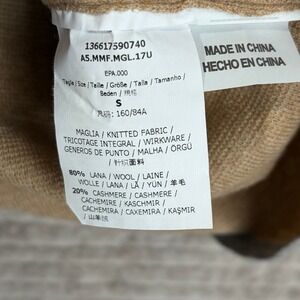 136617590740
A5.MMF.MGL.17U
EPA.000
Taglia / Size / Taille / Größe / Talla / Tamanho /
Beden / 规格
S
号码: 160/84A
MAGLIA / KNITTED FABRIC /
TRICOTAGE INTEGRAL / WIRKWARE /
GENEROS DE PUNTO / MALHA / ÖRGÜ
/ 针织面料
80% LANA / WOOL / LAINE /
WOLLE / LANA / LÃ / YÜN / 羊毛
20% CASHMERE / CASHMERE /
CACHEMIRE / KASCHMIR /
CACHEMIRA / CAXEMIRA / KAŞMIR
/ 山羊绒
MADE IN CHINA
HECHO EN CHINA